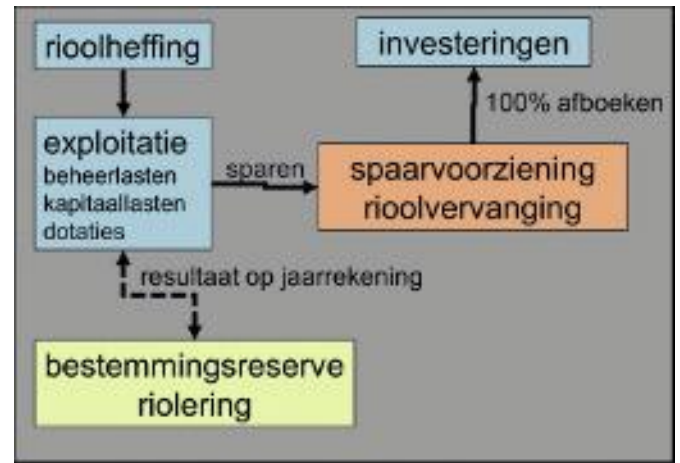 rioolheffing
investeringen
100% afboeken
exploitatie
beheerlasten
kapitaallasten
dotaties
sparen
spaarvoorziening
rioolvervanging
resultaat op jaarrekening
bestemmingsreserve
riolering